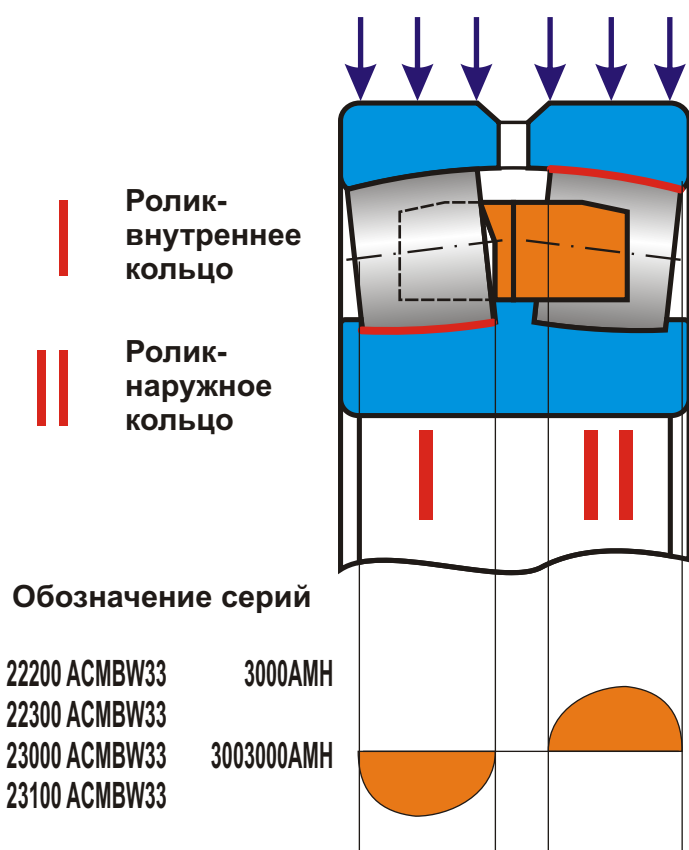 Ролик-
внутреннее
кольцо
Ролик-
наружное
кольцо
Обозначение серий
22200 ACMBW33 3000AMH
22300 ACMBW33
23000 ACMBW33 3003000AMH
23100 ACMBW33